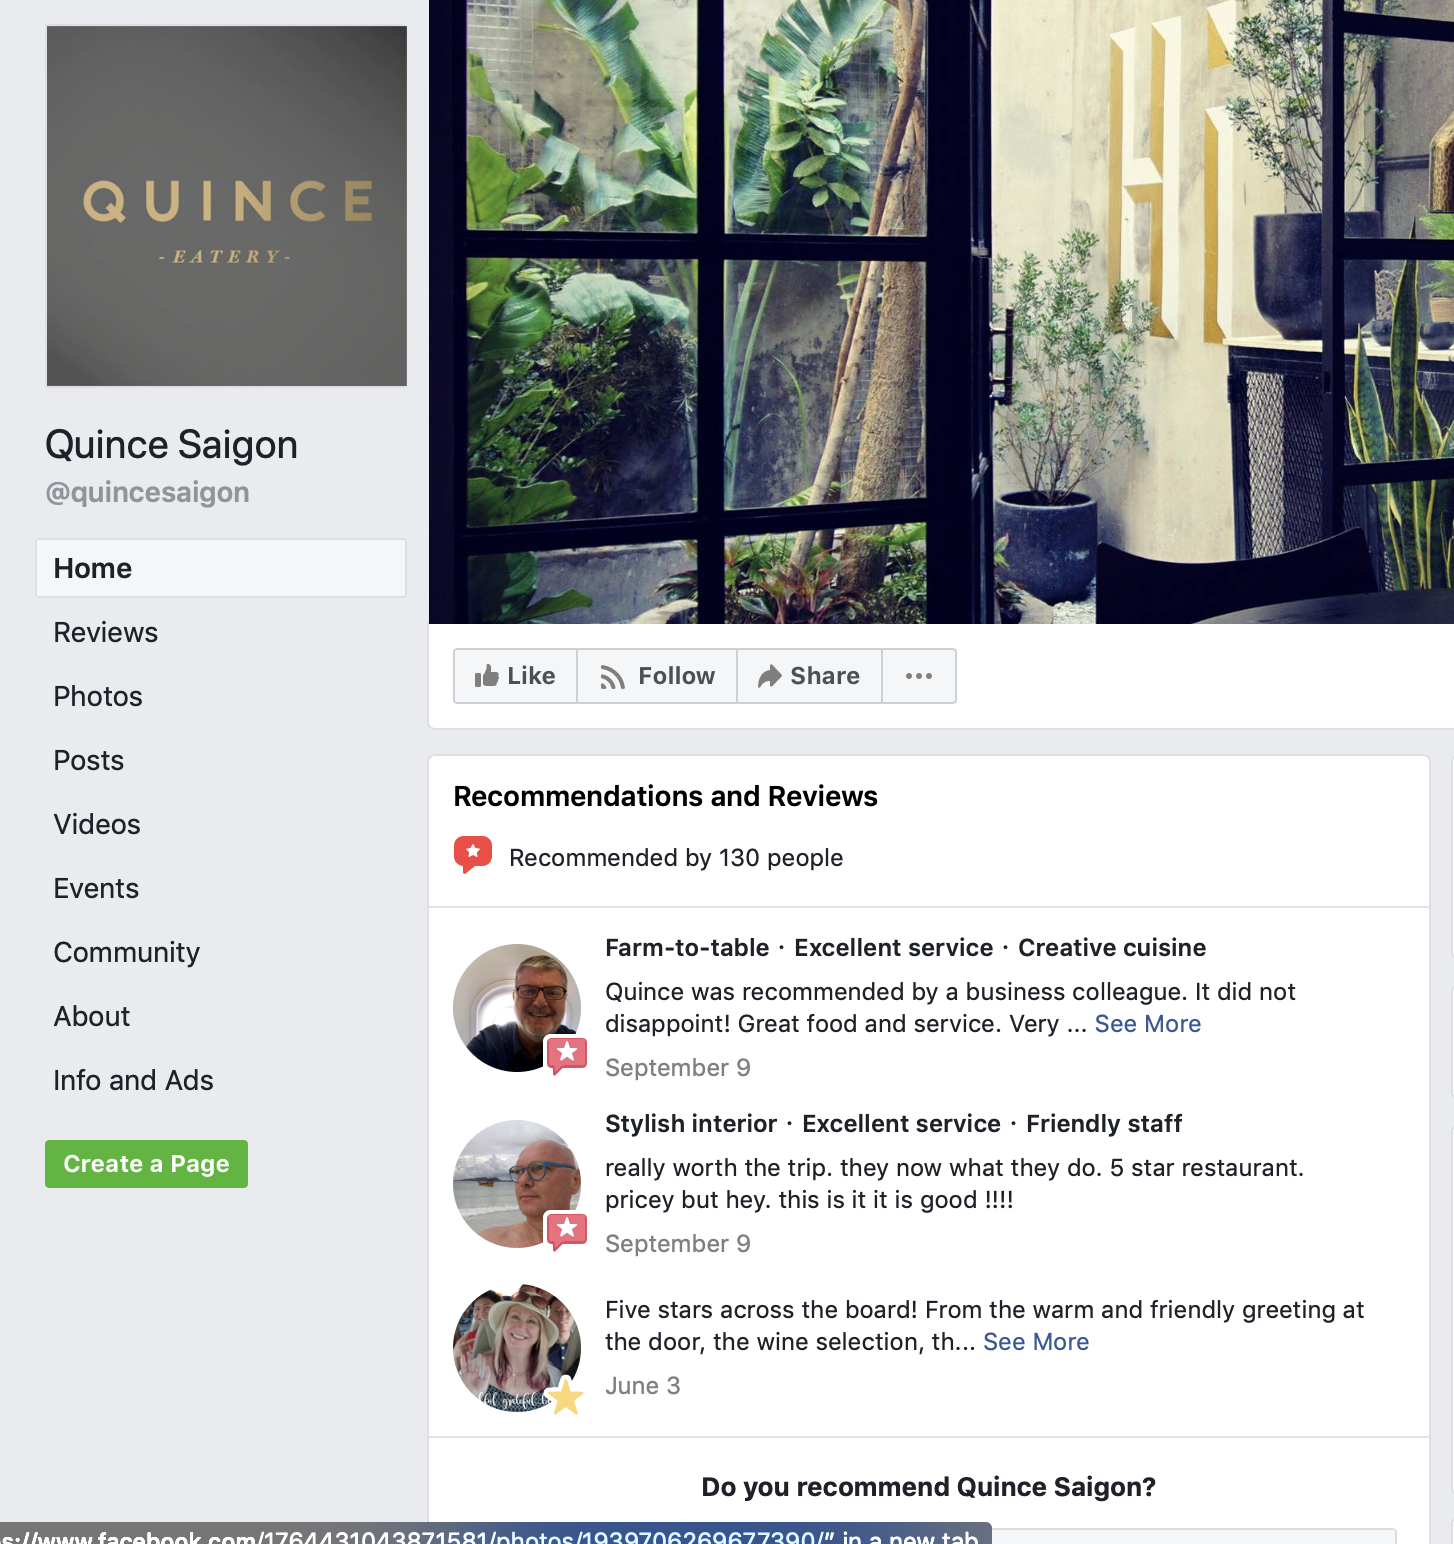 QUINCE
-EATERY-
Hi
Quince Saigon
@quincesaigon
Home
Reviews
Photos
Posts
Videos
Events
Community
About
Info and Ads
Create a Page
Like
Follow
Share
Recommendations and Reviews
Recommended by 130 people
Farm-to-table · Excellent service · Creative cuisine
Quince was recommended by a business colleague. It did not
disappoint! Great food and service. Very ... See More
September 9
Stylish interior · Excellent service · Friendly staff
really worth the trip. they now what they do. 5 star restaurant.
pricey but hey. this is it it is good !!!!
September 9
grateful
Five stars across the board! From the warm and friendly greeting at
the door, the wine selection, th... See More
June 3
Do you recommend Quince Saigon?
s://www.facebook.com/1764431043871581/photos/1939706269677390/" in a new tab